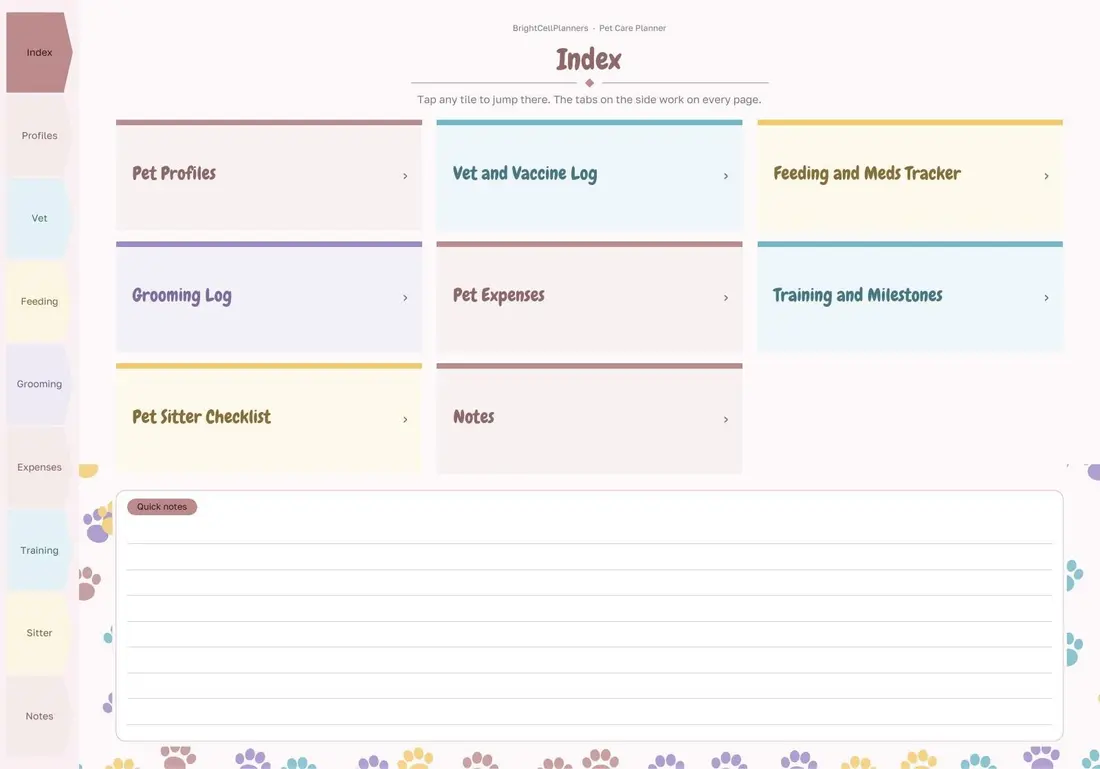 Index
Profiles
Vet
Feeding
Grooming
Expenses
Training
Sitter
Notes
BrightCellPlanners · Pet Care Planner
Index
Tap any tile to jump there. The tabs on the side work on every page.
Pet Profiles ›
Vet and Vaccine Log ›
Feeding and Meds Tracker ›
Grooming Log ›
Pet Expenses ›
Training and Milestones ›
Pet Sitter Checklist ›
Notes ›
Quick notes